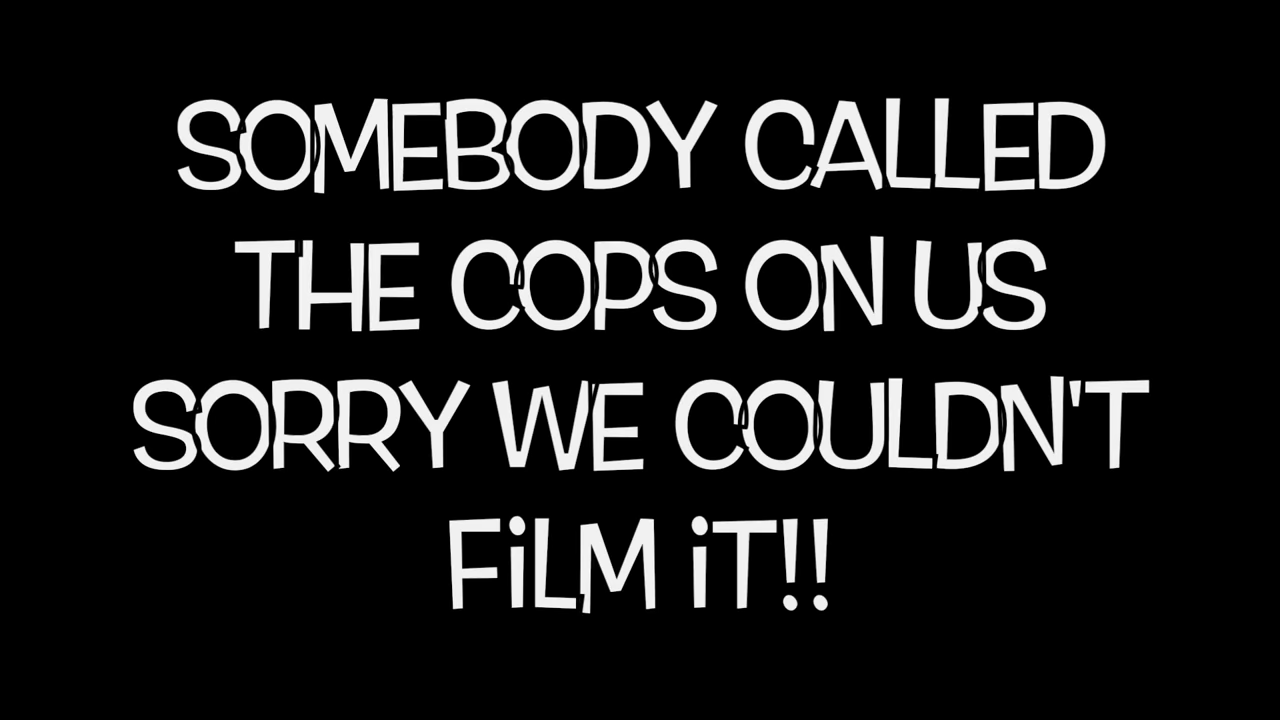 SOMEBODY CALLED
THE COPS ON US
SORRY WE COULDN'T
FiLM iT!!